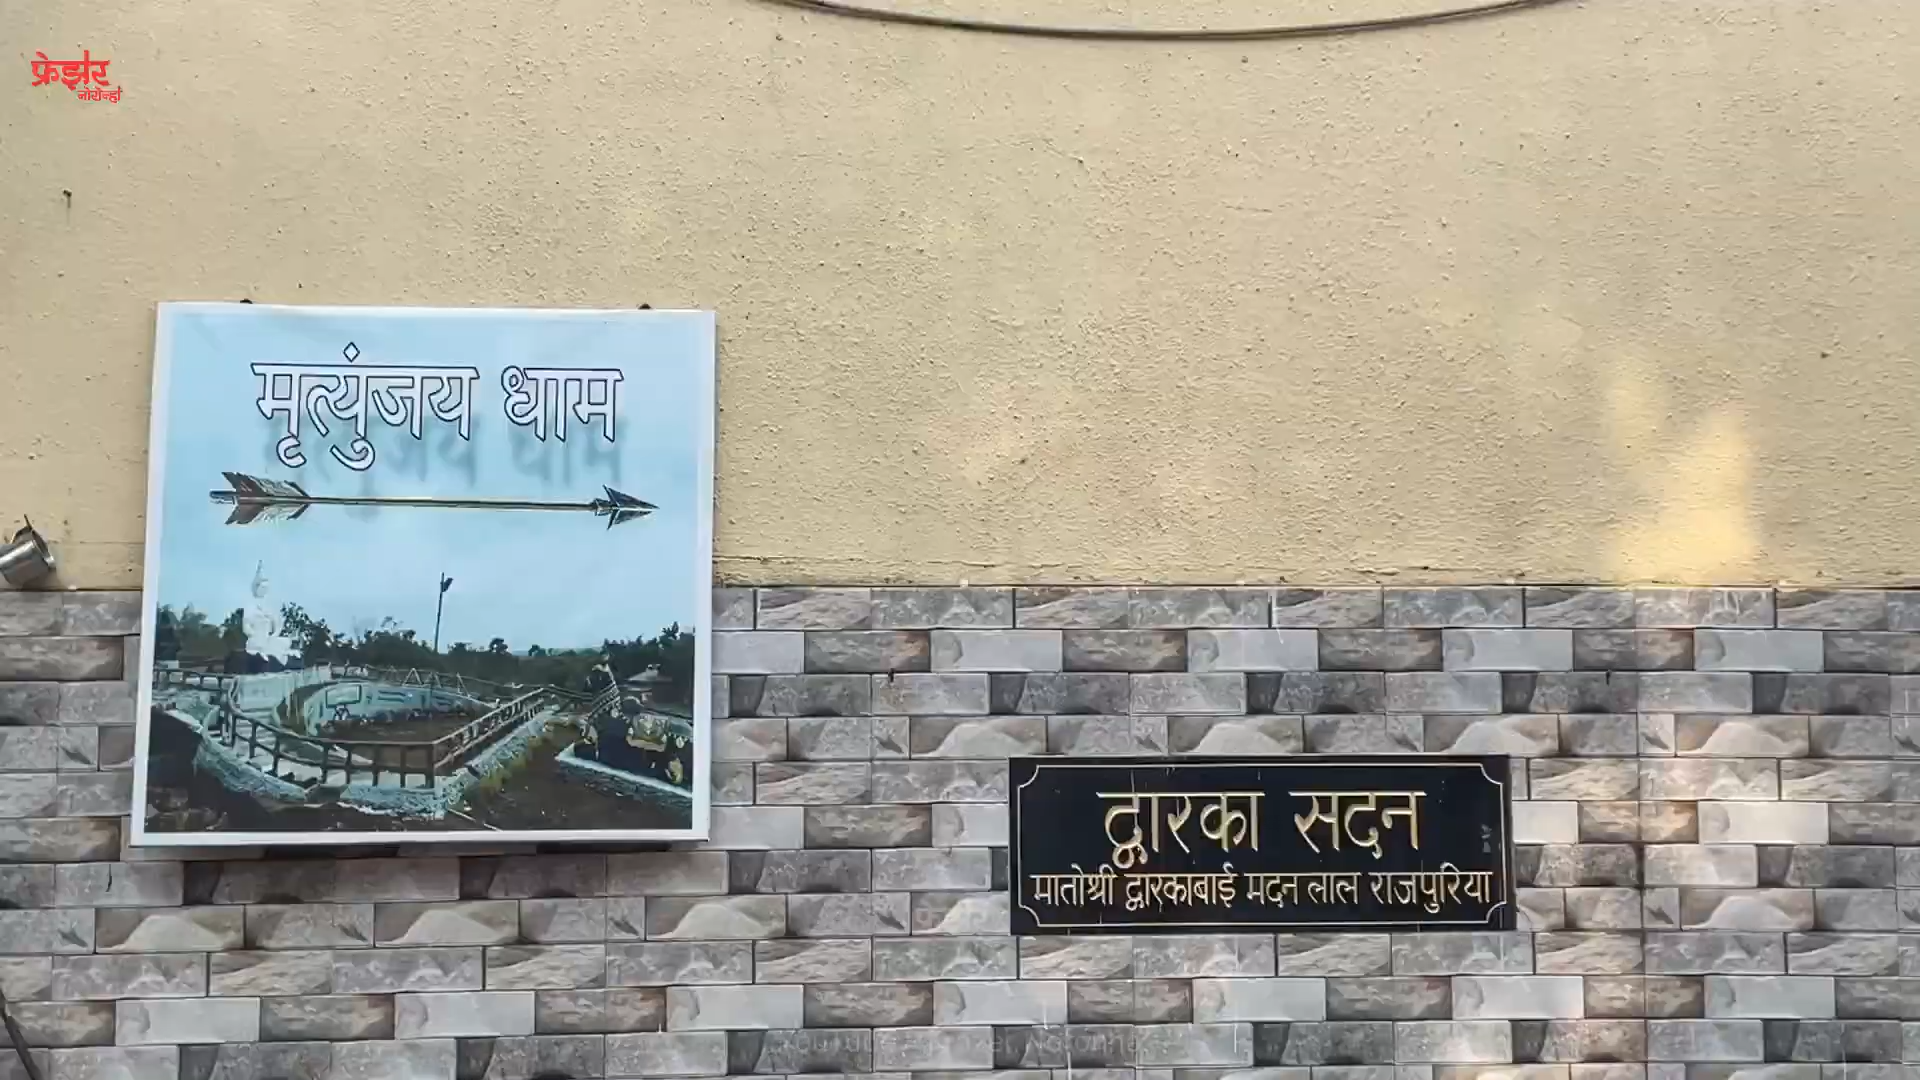 फ्रेझर
नोरोन्हा
मृत्युंजय धाम
द्वारका सदन
मातोश्री द्वारकाबाई मदन लाल राजपुरिया